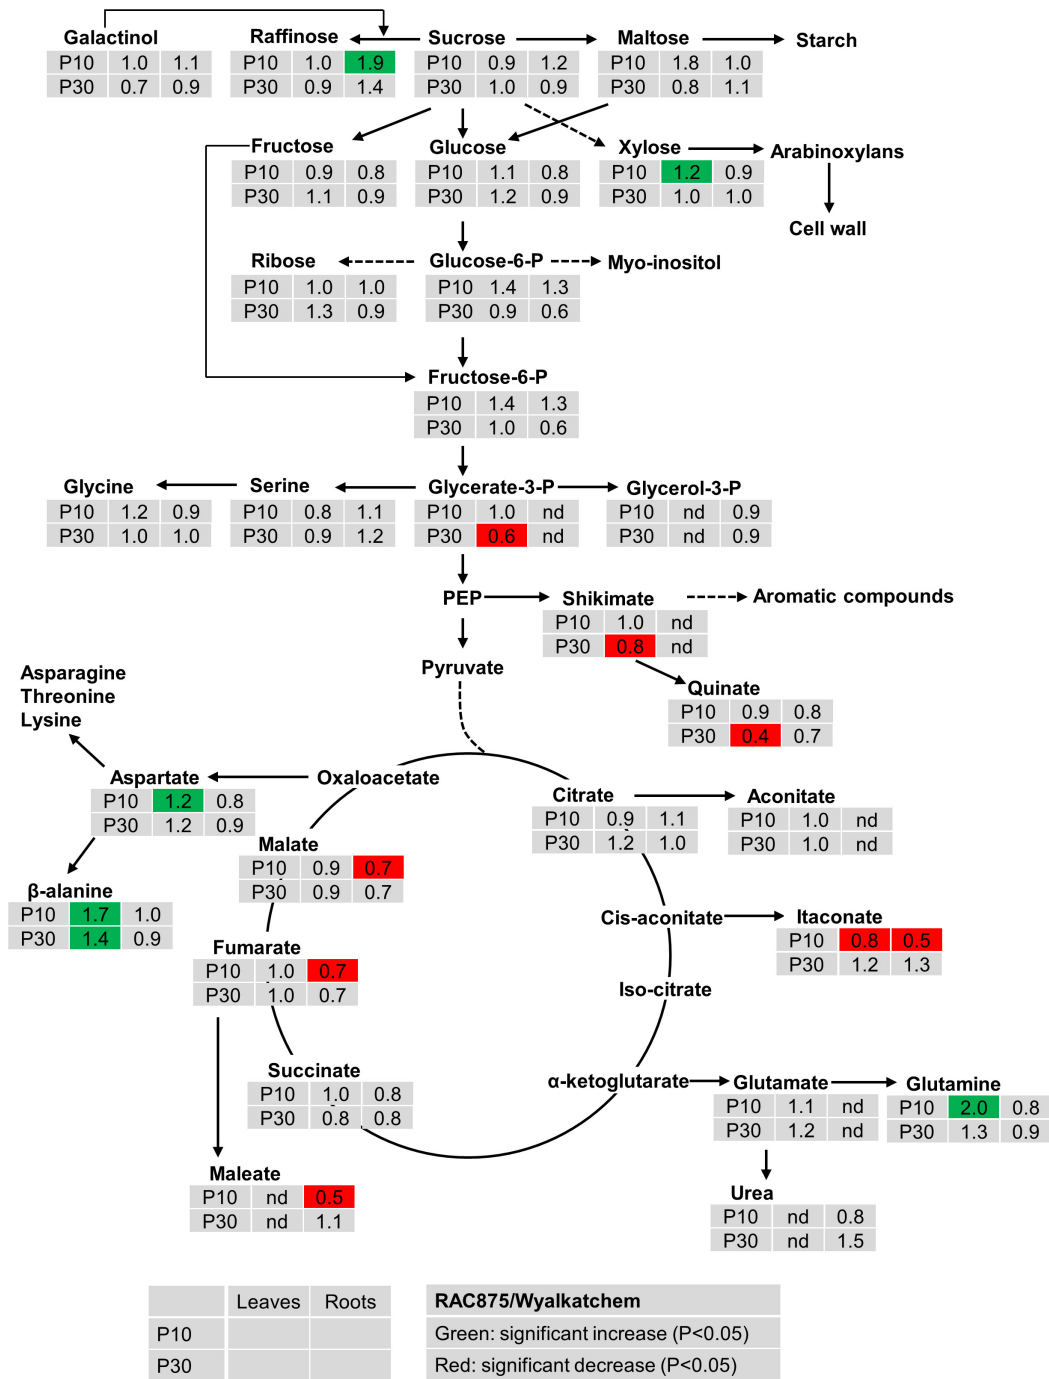 Galactinol Raffinose Sucrose Maltose Starch
P10 1.0 1.1 P10 1.0 1.9 P10 0.9 1.2 P10 1.8 1.0
P30 0.7 0.9 P30 0.9 1.4 P30 1.0 0.9 P30 0.8 1.1
Fructose Glucose Xylose Arabinoxylans
P10 0.9 0.8 P10 1.1 0.8 P10 1.2 0.9
P30 1.1 0.9 P30 1.2 0.9 P30 1.0 1.0
Cell wall
Ribose Glucose-6-P Myo-inositol
P10 1.0 1.0 P10 1.4 1.3
P30 1.3 0.9 P30 0.9 0.6
Fructose-6-P
P10 1.4 1.3
P30 1.0 0.6
Glycine Serine Glycerate-3-P Glycerol-3-P
P10 1.2 0.9 P10 0.8 1.1 P10 1.0 nd P10 nd 0.9
P30 1.0 1.0 P30 0.9 1.2 P30 0.6 nd P30 nd 0.9
PEP Shikimate Aromatic compounds
P10 1.0 nd
P30 0.8 nd
Pyruvate
Quinate
P10 0.9 0.8
P30 0.4 0.7
Asparagine
Threonine
Lysine
Aspartate Oxaloacetate
P10 1.2 0.8
P30 1.2 0.9
Citrate Aconitate
P10 0.9 1.1 P10 1.0 nd
P30 1.2 1.0 P30 1.0 nd
Malate
P10 0.9 0.7
P30 0.9 0.7
β-alanine
P10 1.7 1.0
P30 1.4 0.9
Cis-aconitate Itaconate
P10 0.8 0.5
P30 1.2 1.3
Fumarate
P10 1.0 0.7
P30 1.0 0.7
Iso-citrate
Succinate
P10 1.0 0.8
P30 0.8 0.8
α-ketoglutarate Glutamate Glutamine
P10 1.1 nd P10 2.0 0.8
P30 1.2 nd P30 1.3 0.9
Maleate
P10 nd 0.5
P30 nd 1.1
Urea
P10 nd 0.8
P30 nd 1.5
Leaves Roots
P10
P30
RAC875/Wyalkatchem
Green: significant increase (P<0.05)
Red: significant decrease (P<0.05)